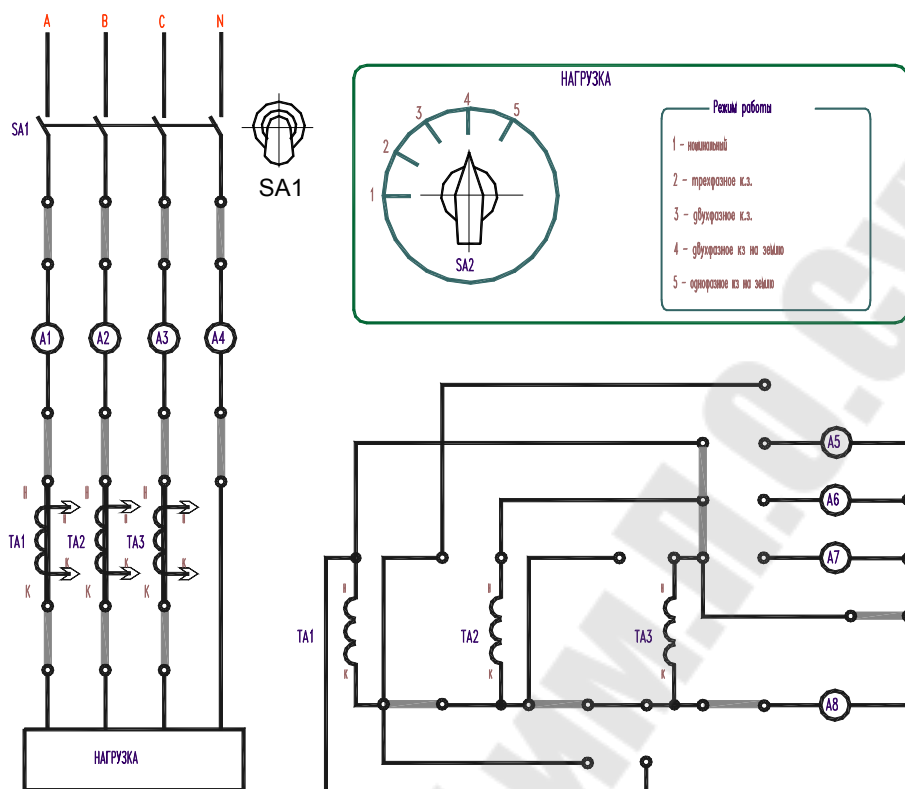 A B C N
SA1
SA1
НАГРУЗКА
1
2
3
4
5
SA2
Режим работы
1 - номинальный
2 - трехфазное к.з.
3 - двухфазное к.з.
4 - двухфазное кз на землю
5 - однофазное кз на землю
A1 A2 A3 A4
A5
A6
A7
A8
Н Н Н
Н Н Н
TA1 TA2 TA3
К К К
К К К
Н Н Н
TA1 TA2 TA3
К К К
НАГРУЗКА